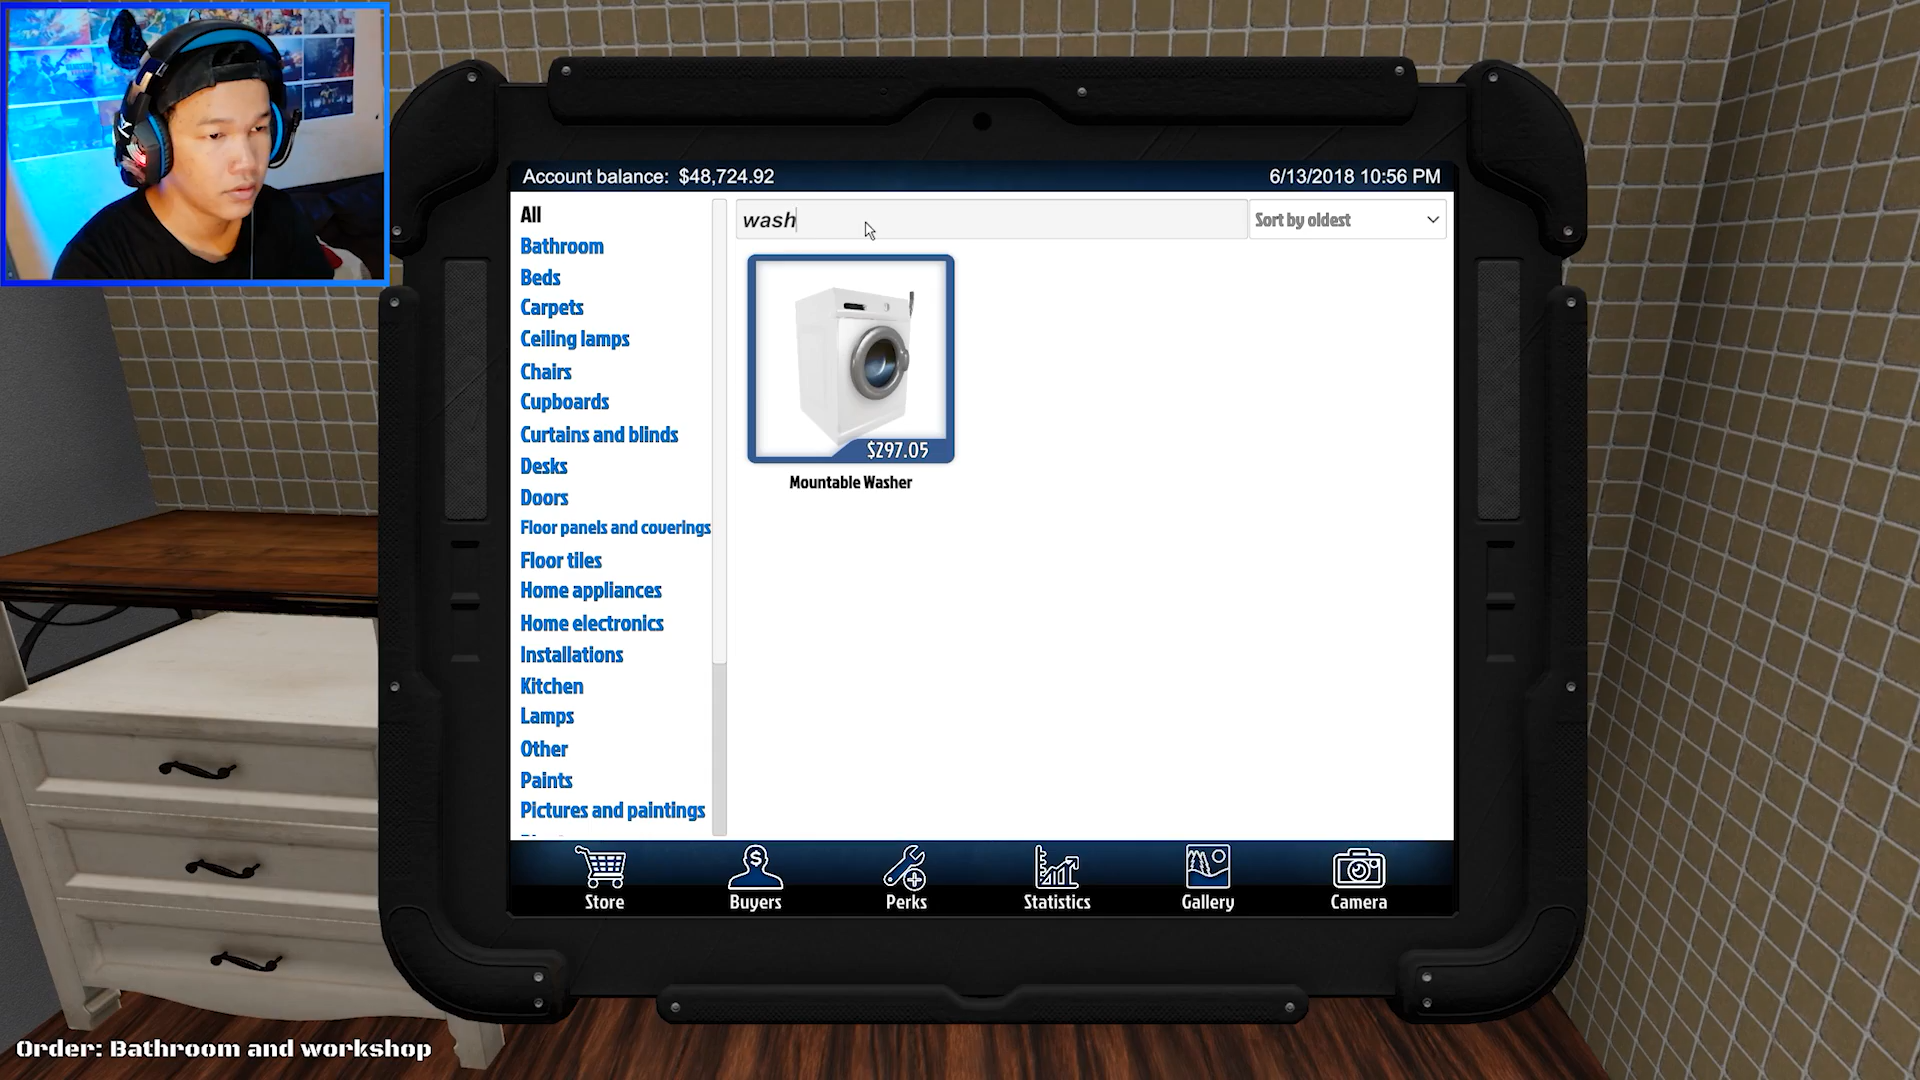 Account balance: $48,724.92
6/13/2018 10:56 PM
All
Bathroom
Beds
Carpets
Ceiling lamps
Chairs
Cupboards
Curtains and blinds
Desks
Doors
Floor panels and coverings
Floor tiles
Home appliances
Home electronics
Installations
Kitchen
Lamps
Other
Paints
Pictures and paintings
wash
Sort by oldest
$297.05
Mountable Washer
Store
Buyers
Perks
Statistics
Gallery
Camera
Order: Bathroom and workshop